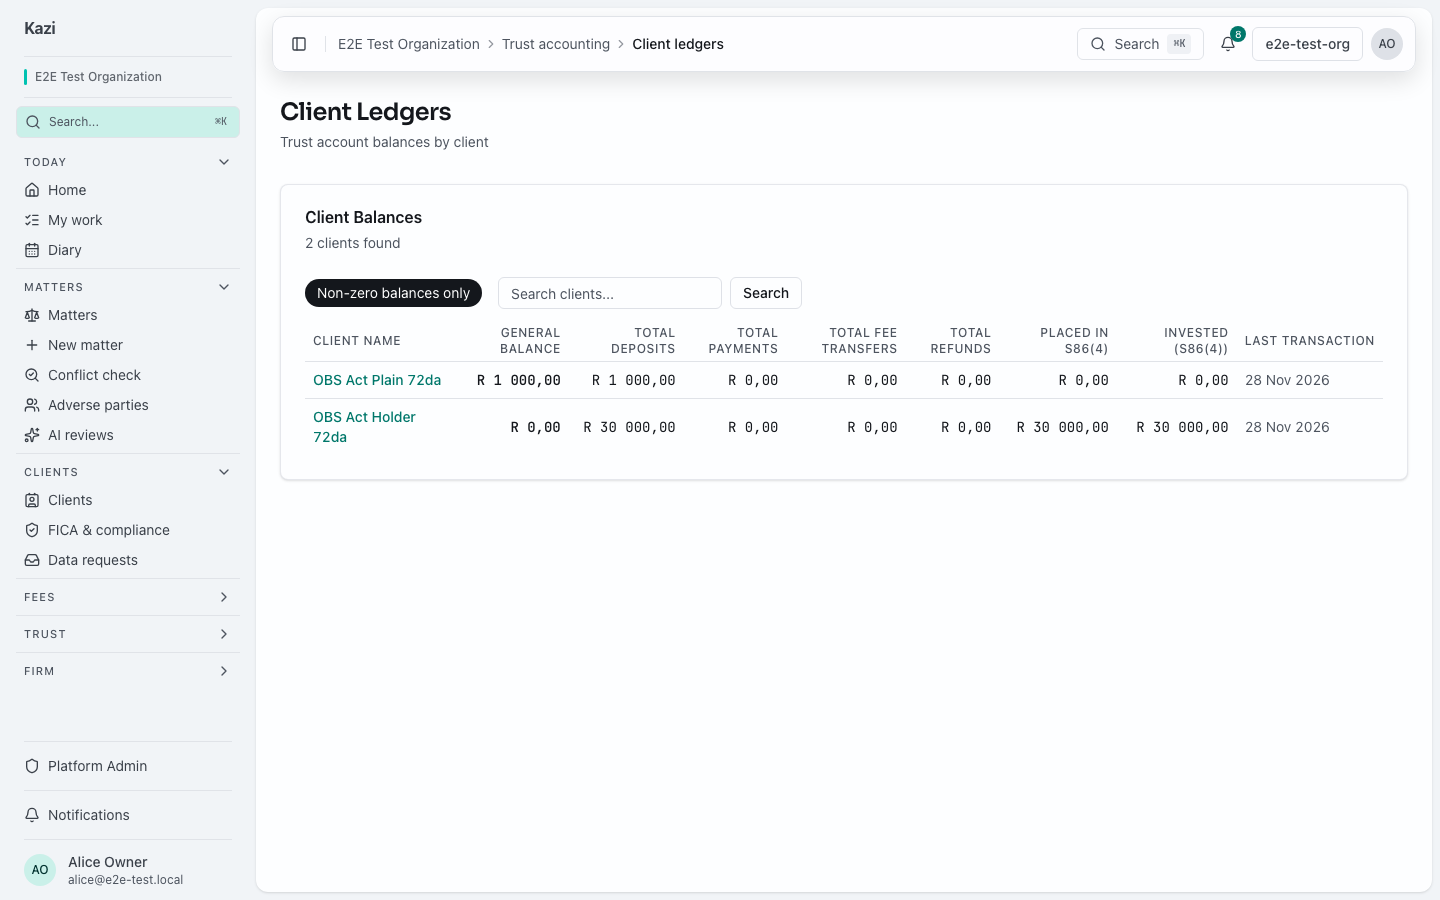 Kazi
E2E Test Organization
Search...
⌘K
TODAY
Home
My work
Diary
MATTERS
Matters
New matter
Conflict check
Adverse parties
AI reviews
CLIENTS
Clients
FICA & compliance
Data requests
FEES
TRUST
FIRM
Platform Admin
Notifications
AO
Alice Owner
alice@e2e-test.local
E2E Test Organization
Trust accounting
Client ledgers
Search ⌘K
8
e2e-test-org
AO
Client Ledgers
Trust account balances by client
Client Balances
2 clients found
Non-zero balances only
Search clients...
Search
CLIENT NAME GENERAL BALANCE TOTAL DEPOSITS TOTAL PAYMENTS TOTAL FEE TRANSFERS TOTAL REFUNDS PLACED IN S86(4) INVESTED (S86(4)) LAST TRANSACTION
OBS Act Plain 72da R 1 000,00 R 1 000,00 R 0,00 R 0,00 R 0,00 R 0,00 R 0,00 28 Nov 2026
OBS Act Holder 72da R 0,00 R 30 000,00 R 0,00 R 0,00 R 0,00 R 30 000,00 R 30 000,00 28 Nov 2026